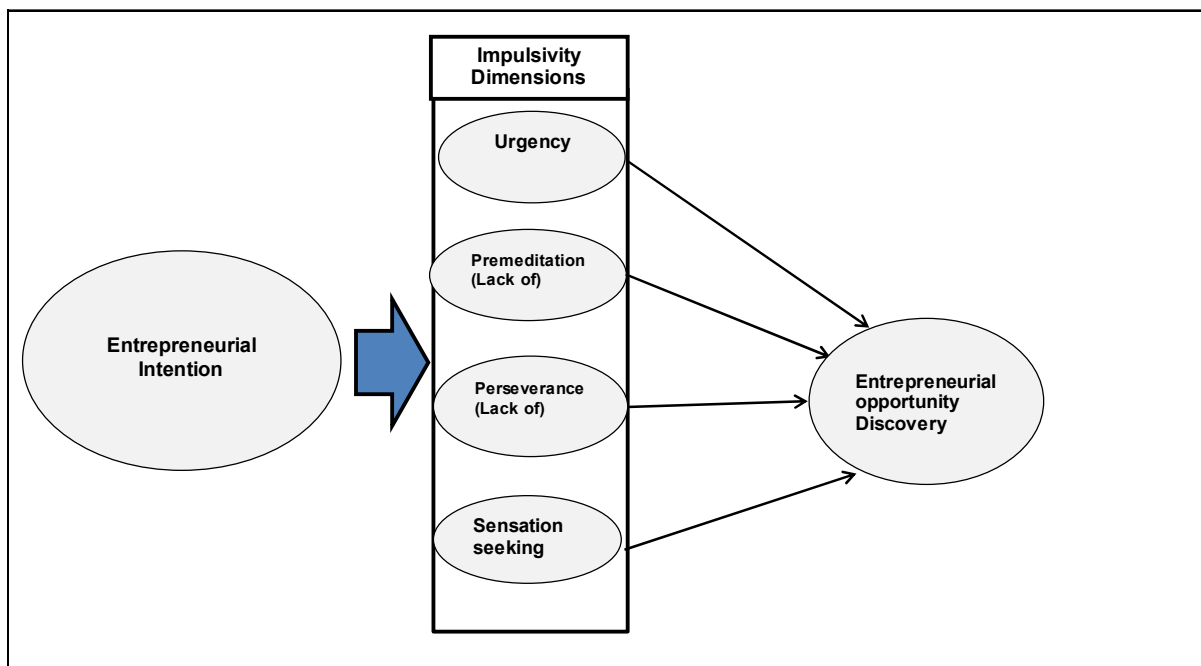 Impulsivity
Dimensions
Urgency
Premeditation
(Lack of)
Entrepreneurial
Intention
Perseverance
(Lack of)
Entrepreneurial
opportunity
Discovery
Sensation
seeking